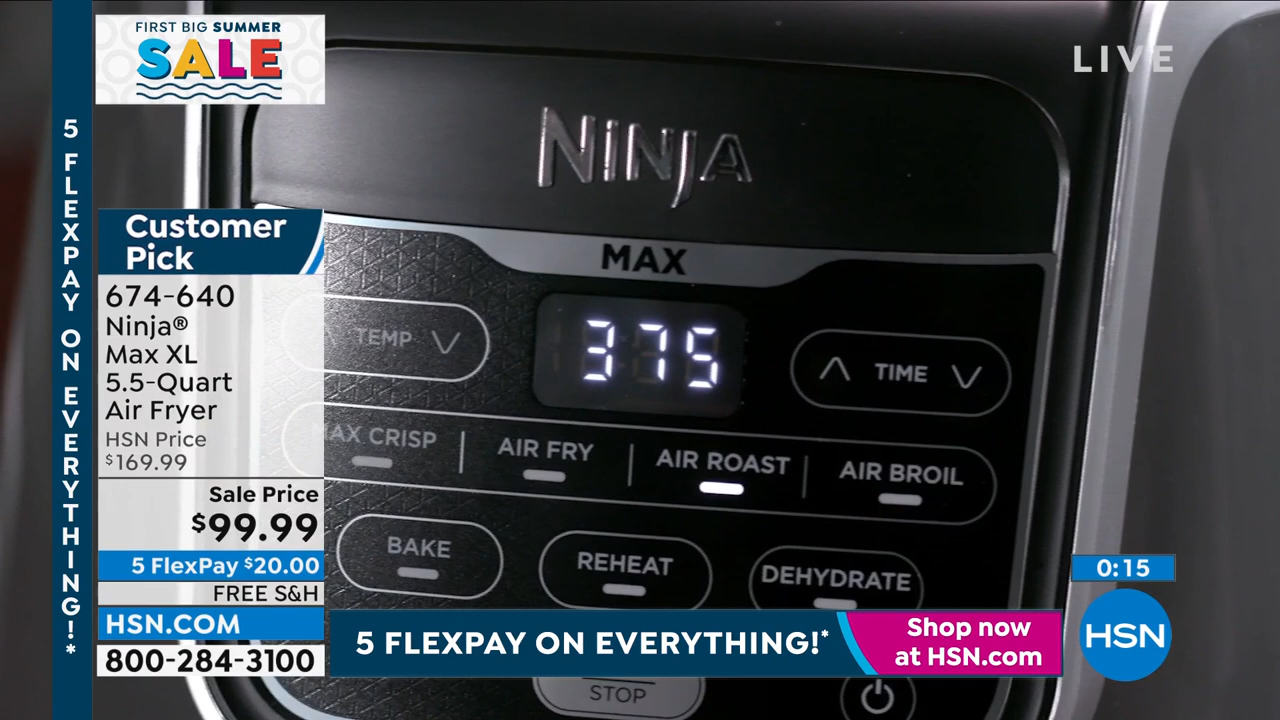 FIRST BIG SUMMER
SALE
LIVE
5 FLEXPAY ON EVERYTHING!*
Customer
Pick
674-640
Ninja®
Max XL
5.5-Quart
Air Fryer
HSN Price
$169.99
Sale Price
$99.99
5 FlexPay $20.00
FREE S&H
HSN.COM
800-284-3100
NINJA
MAX
TEMP
375
TIME
MAX CRISP
AIR FRY
AIR ROAST
AIR BROIL
BAKE
REHEAT
DEHYDRATE
STOP
0:15
5 FLEXPAY ON EVERYTHING!*
Shop now
at HSN.com
HSN